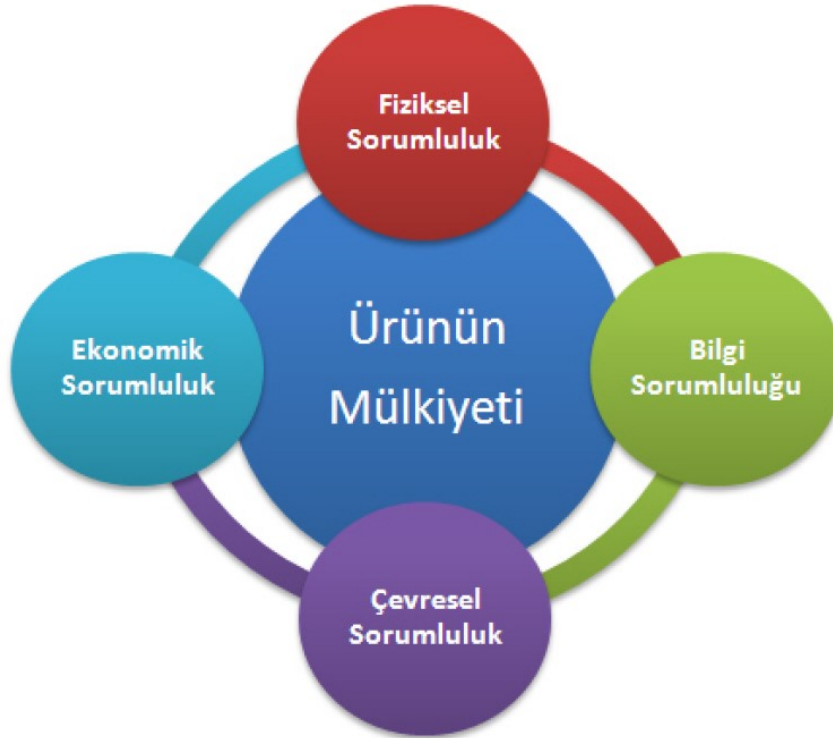 Fiziksel
Sorumluluk
Ekonomik
Sorumluluk
Ürünün
Mülkiyeti
Bilgi
Sorumluluğu
Çevresel
Sorumluluk